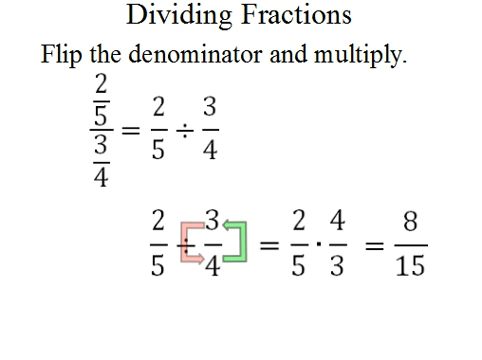 Dividing Fractions
Flip the denominator and multiply.
2/5 / 3/4 = 2/5 ÷ 3/4
2/5 ÷ 3/4 = 2/5 · 4/3 = 8/15